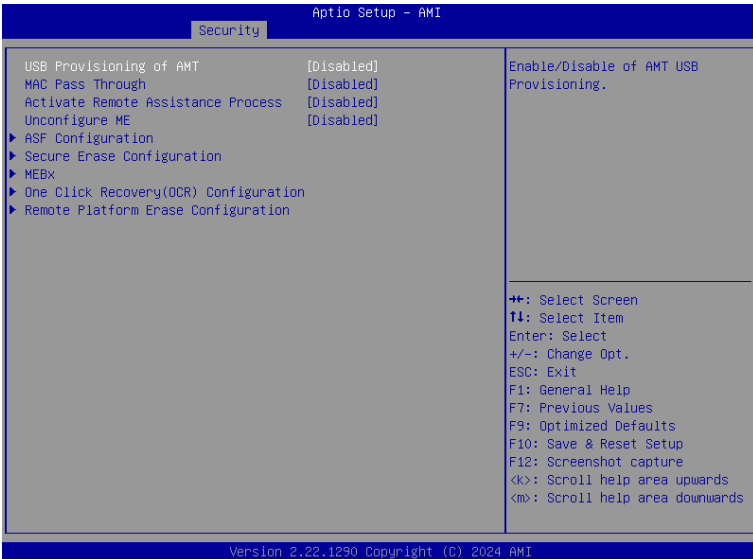 Aptio Setup – AMI
Security
USB Provisioning of AMT [Disabled]
MAC Pass Through [Disabled]
Activate Remote Assistance Process [Disabled]
Unconfigure ME [Disabled]
ASF Configuration
Secure Erase Configuration
MEBx
One Click Recovery(OCR) Configuration
Remote Platform Erase Configuration
Enable/Disable of AMT USB
Provisioning.
→←: Select Screen
↑↓: Select Item
Enter: Select
+/-: Change Opt.
ESC: Exit
F1: General Help
F7: Previous Values
F9: Optimized Defaults
F10: Save & Reset Setup
F12: Screenshot capture
<k>: Scroll help area upwards
<m>: Scroll help area downwards
Version 2.22.1290 Copyright (C) 2024 AMI